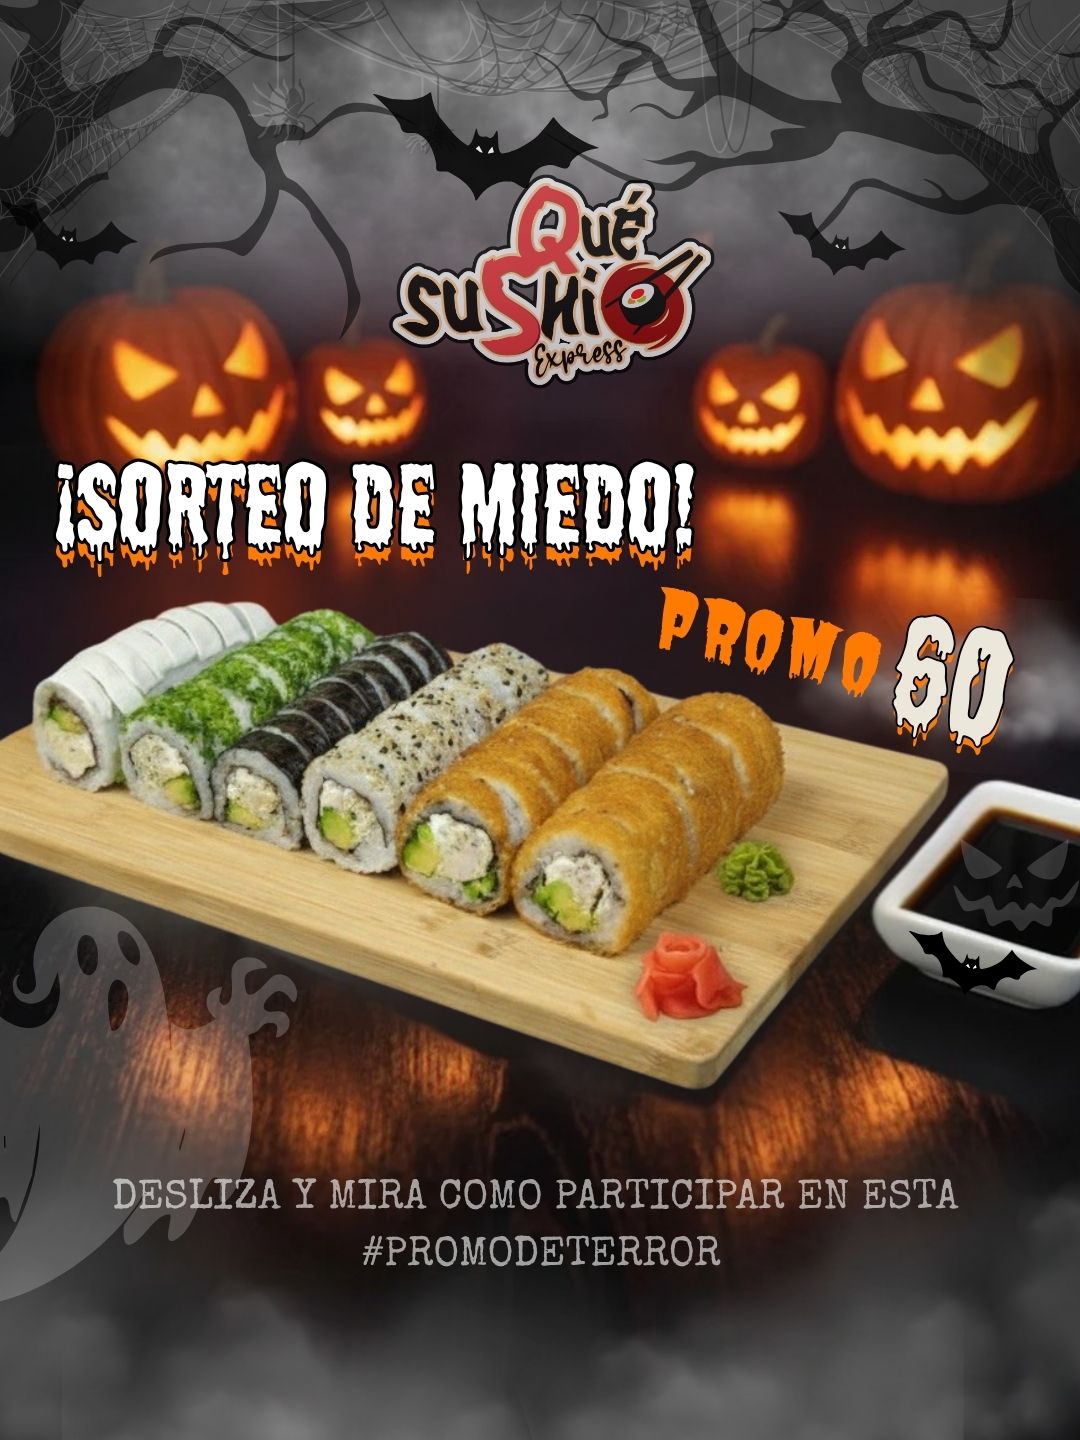 Qué
suSHi
Express
¡SORTEO DE MIEDO!
PROMO 60
DESLIZA Y MIRA COMO PARTICIPAR EN ESTA
#PROMODETERROR